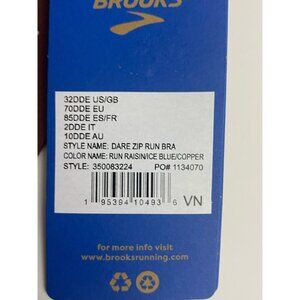 BROOKS
32DDE US/GB
70DDE EU
85DDE ES/FR
2DDE IT
10DDE AU
STYLE NAME: DARE ZIP RUN BRA
COLOR NAME: RUN RAISIN/ICE BLUE/COPPER
STYLE: 350083224 PO# 1134070
1 95394 10493 6 VN
for more info visit
www.brooksrunning.com